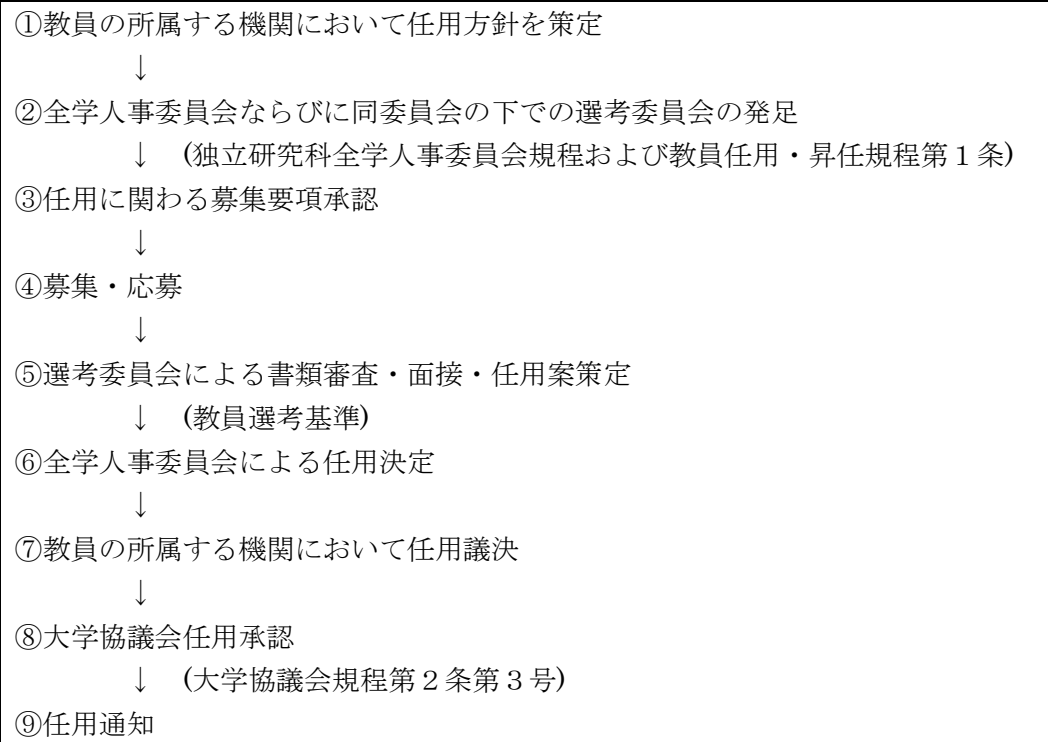 ①教員の所属する機関において任用方針を策定
↓
②全学人事委員会ならびに同委員会の下での選考委員会の発足
↓ (独立研究科全学人事委員会規程および教員任用・昇任規程第１条)
③任用に関わる募集要項承認
↓
④募集・応募
↓
⑤選考委員会による書類審査・面接・任用案策定
↓ (教員選考基準)
⑥全学人事委員会による任用決定
↓
⑦教員の所属する機関において任用議決
↓
⑧大学協議会任用承認
↓ (大学協議会規程第２条第３号)
⑨任用通知